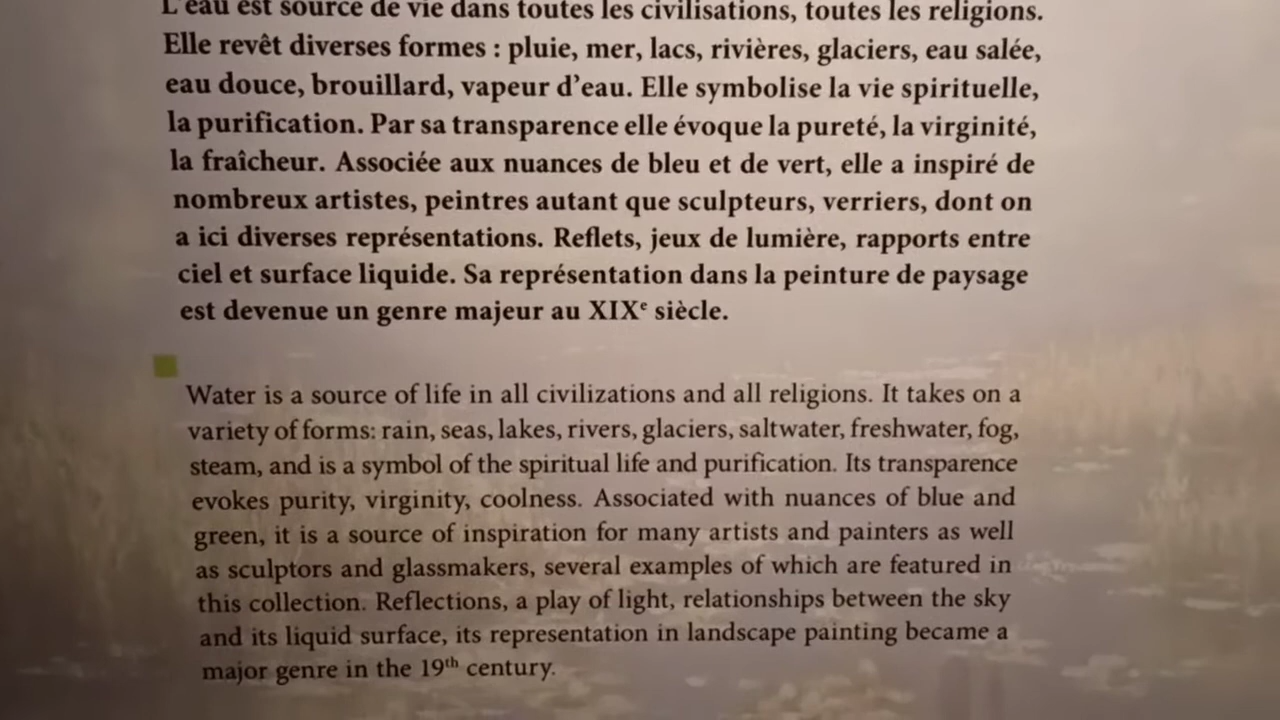 L'eau est source de vie dans toutes les civilisations, toutes les religions.
Elle revêt diverses formes : pluie, mer, lacs, rivières, glaciers, eau salée,
eau douce, brouillard, vapeur d'eau. Elle symbolise la vie spirituelle,
la purification. Par sa transparence elle évoque la pureté, la virginité,
la fraîcheur. Associée aux nuances de bleu et de vert, elle a inspiré de
nombreux artistes, peintres autant que sculpteurs, verriers, dont on
a ici diverses représentations. Reflets, jeux de lumière, rapports entre
ciel et surface liquide. Sa représentation dans la peinture de paysage
est devenue un genre majeur au XIXe siècle.
Water is a source of life in all civilizations and all religions. It takes on a
variety of forms: rain, seas, lakes, rivers, glaciers, saltwater, freshwater, fog,
steam, and is a symbol of the spiritual life and purification. Its transparence
evokes purity, virginity, coolness. Associated with nuances of blue and
green, it is a source of inspiration for many artists and painters as well
as sculptors and glassmakers, several examples of which are featured in
this collection. Reflections, a play of light, relationships between the sky
and its liquid surface, its representation in landscape painting became a
major genre in the 19th century.